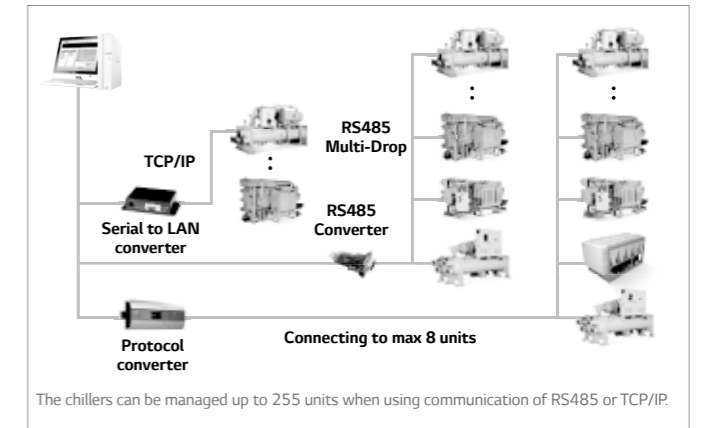 RS485
Multi-Drop
TCP/IP
Serial to LAN
converter
RS485
Converter
Protocol
converter
Connecting to max 8 units
The chillers can be managed up to 255 units when using communication of RS485 or TCP/IP.